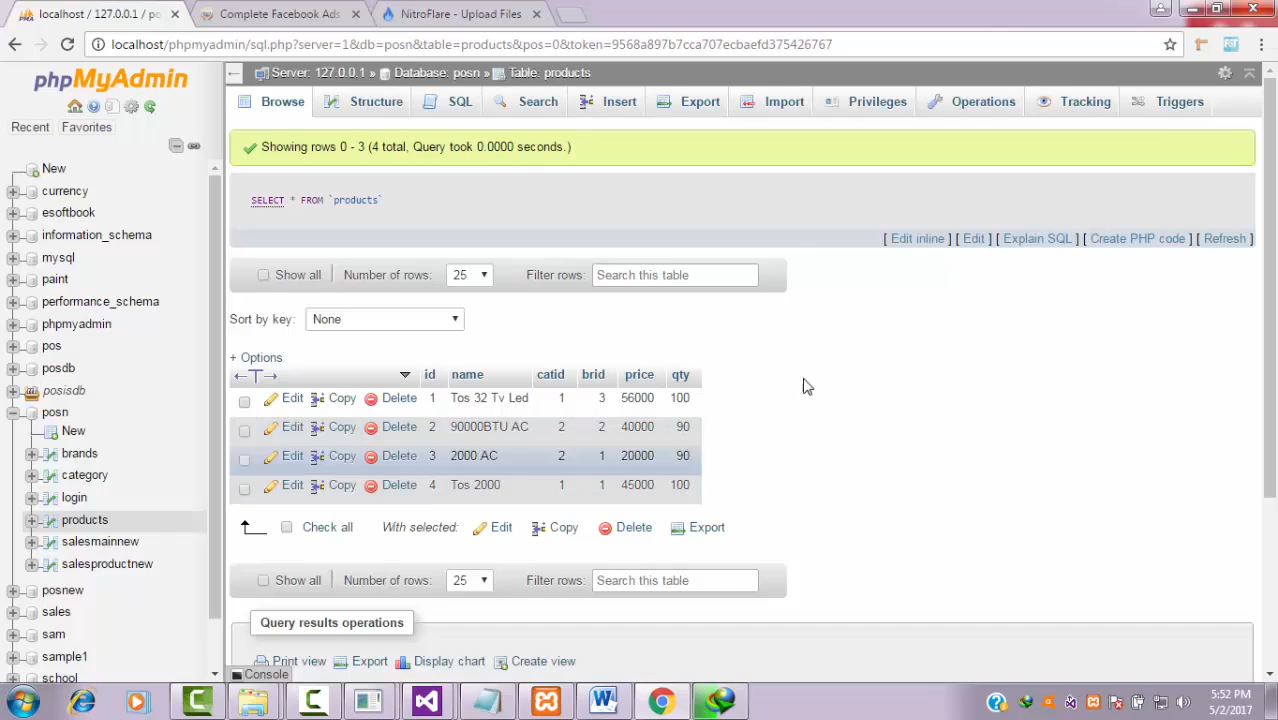 localhost / 127.0.0.1 / po
Complete Facebook Ads
NitroFlare - Upload Files
localhost/phpmyadmin/sql.php?server=1&db=posn&table=products&pos=0&token=9568a897b7cca707ecbaefd375426767
phpMyAdmin
Recent Favorites
New
currency
esoftbook
information_schema
mysql
paint
performance_schema
phpmyadmin
pos
posdb
posisdb
posn
New
brands
category
login
products
salesmainnew
salesproductnew
posnew
sales
sam
sample1
school
Server: 127.0.0.1 » Database: posn » Table: products
Browse Structure SQL Search Insert Export Import Privileges Operations Tracking Triggers
Showing rows 0 - 3 (4 total, Query took 0.0000 seconds.)
SELECT * FROM `products`
[ Edit inline ] [ Edit ] [ Explain SQL ] [ Create PHP code ] [ Refresh ]
Show all Number of rows: 25 Filter rows: Search this table
Sort by key: None
+ Options
id name catid brid price qty
Edit Copy Delete 1 Tos 32 Tv Led 1 3 56000 100
Edit Copy Delete 2 90000BTU AC 2 2 40000 90
Edit Copy Delete 3 2000 AC 2 1 20000 90
Edit Copy Delete 4 Tos 2000 1 1 45000 100
Check all With selected: Edit Copy Delete Export
Show all Number of rows: 25 Filter rows: Search this table
Query results operations
Print view Export Display chart Create view
Console
5:52 PM
5/2/2017